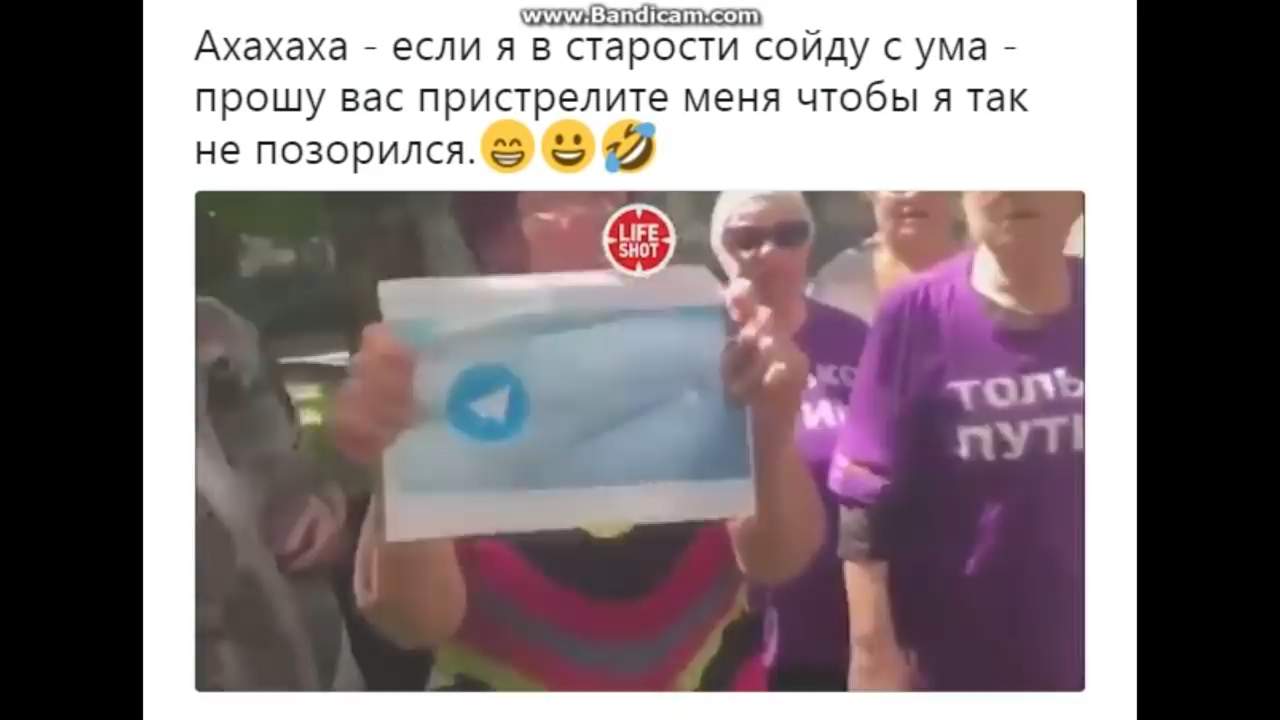 www.Bandicam.com
Ахахаха - если я в старости сойду с ума -
прошу вас пристрелите меня чтобы я так
не позорился.😁😀🤣
LIFE
SHOT
ТОЛЬ
ПУТI